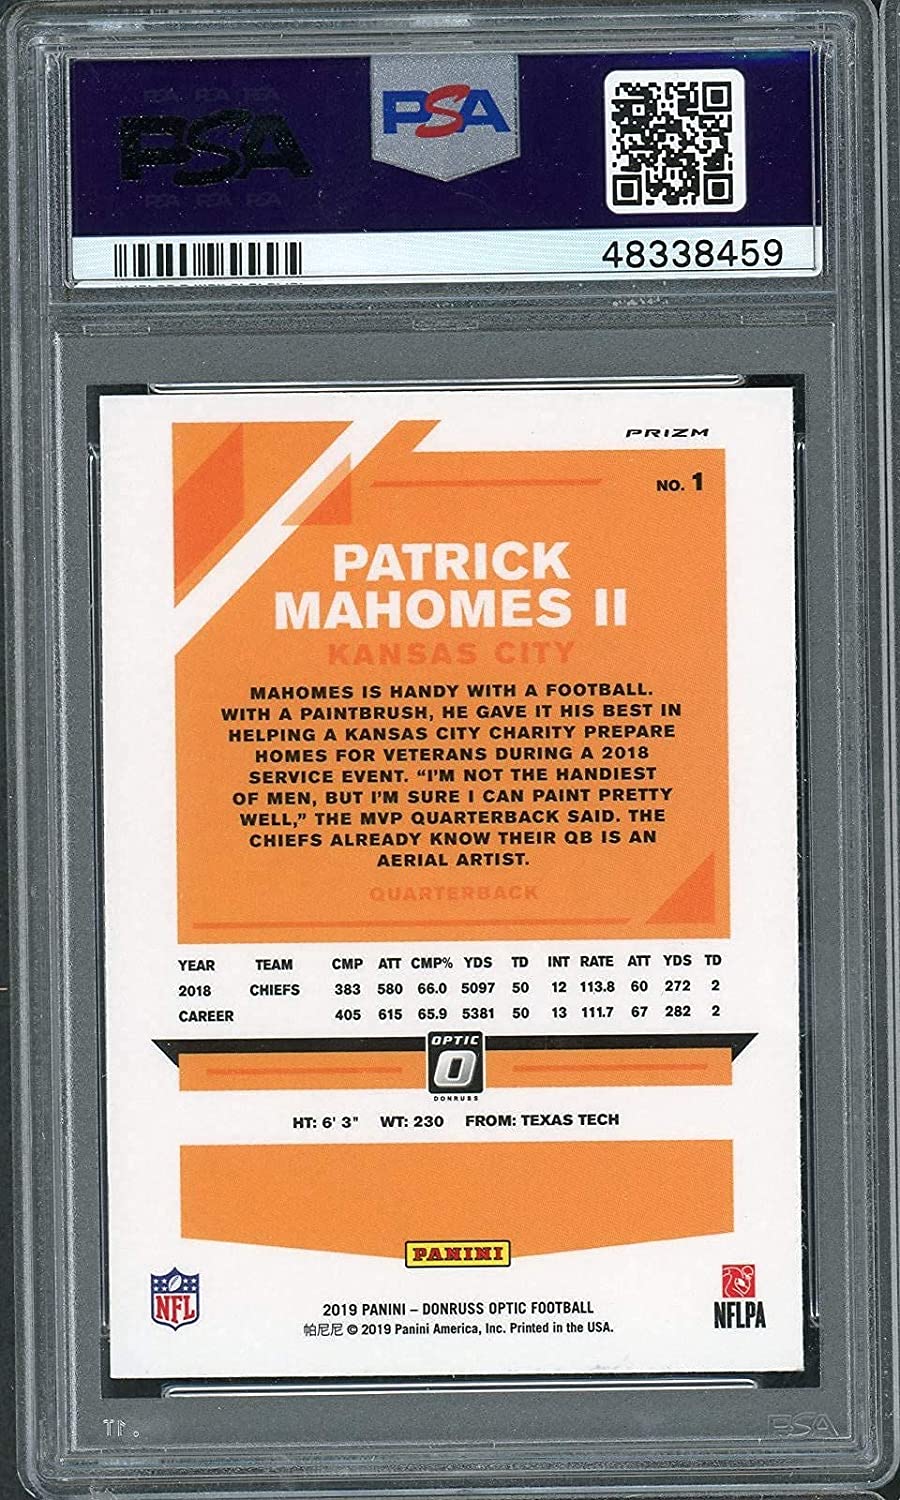 PSA PSA PSA
PSA
PSA PSA PSA
PSA
48338459
PRIZM
NO. 1
PATRICK
MAHOMES II
KANSAS CITY
MAHOMES IS HANDY WITH A FOOTBALL.
WITH A PAINTBRUSH, HE GAVE IT HIS BEST IN
HELPING A KANSAS CITY CHARITY PREPARE
HOMES FOR VETERANS DURING A 2018
SERVICE EVENT. “I’M NOT THE HANDIEST
OF MEN, BUT I’M SURE I CAN PAINT PRETTY
WELL,” THE MVP QUARTERBACK SAID. THE
CHIEFS ALREADY KNOW THEIR QB IS AN
AERIAL ARTIST.
QUARTERBACK
YEAR TEAM CMP ATT CMP% YDS TD INT RATE ATT YDS TD
2018 CHIEFS 383 580 66.0 5097 50 12 113.8 60 272 2
CAREER 405 615 65.9 5381 50 13 111.7 67 282 2
OPTIC
O
DONRUSS
HT: 6' 3" WT: 230 FROM: TEXAS TECH
PANINI
NFL
NFLPA
2019 PANINI – DONRUSS OPTIC FOOTBALL
帕尼尼 © 2019 Panini America, Inc. Printed in the USA.
PSA